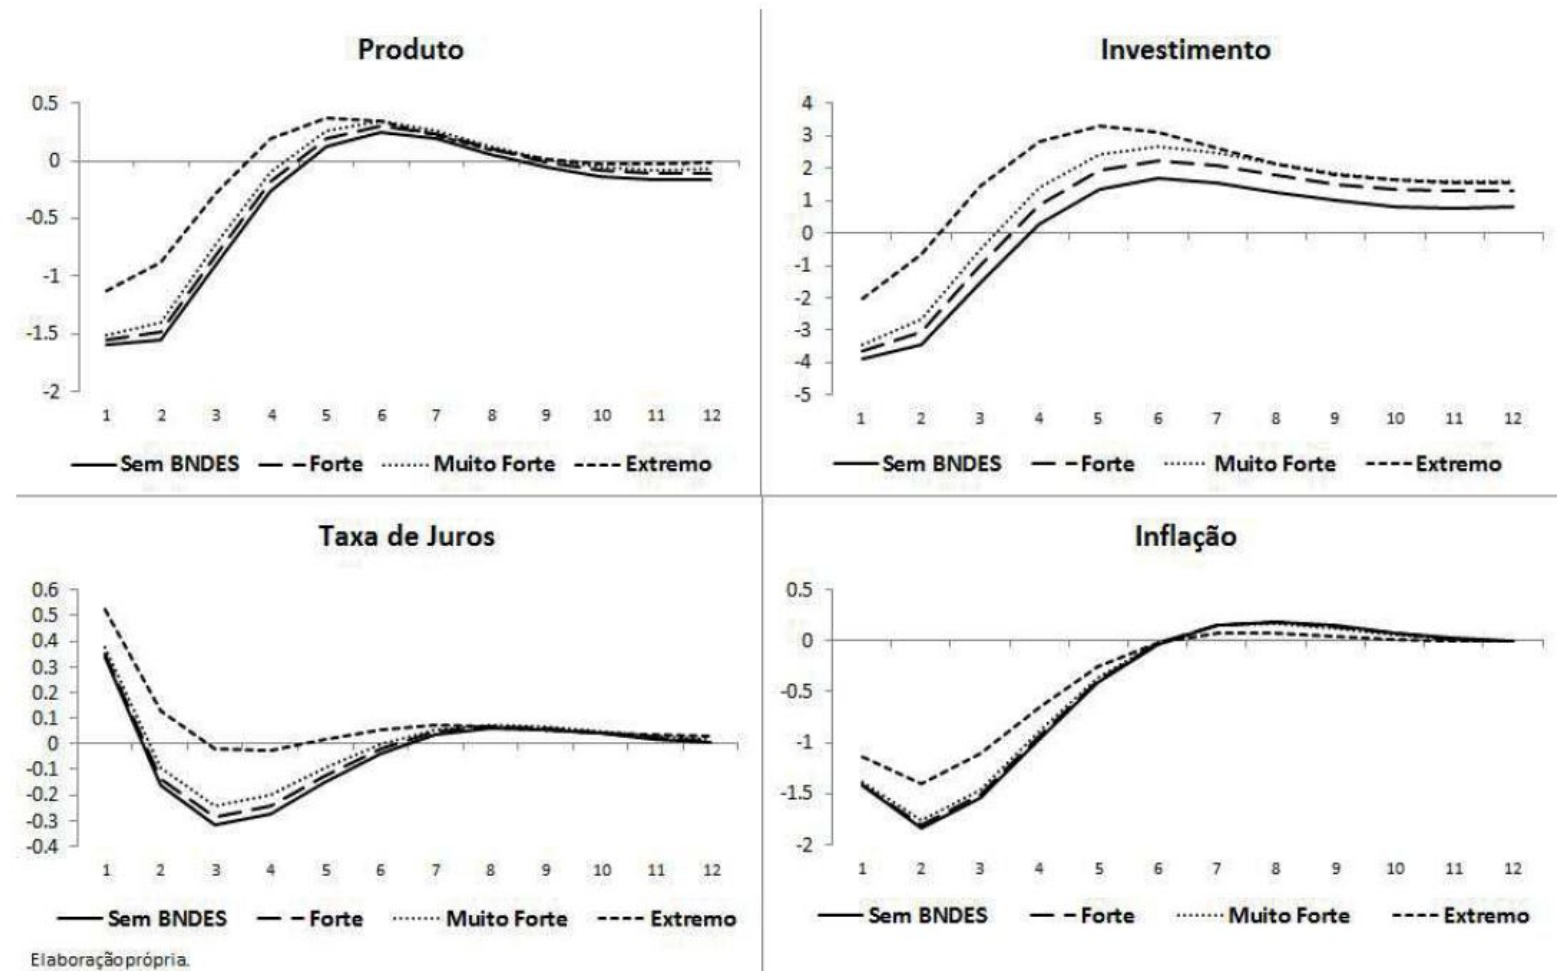 Produto
0.5
0
-0.5
-1
-1.5
-2
1 2 3 4 5 6 7 8 9 10 11 12
Sem BNDES Forte Muito Forte Extremo
Investimento
4
3
2
1
0
-1
-2
-3
-4
-5
1 2 3 4 5 6 7 8 9 10 11 12
Sem BNDES Forte Muito Forte Extremo
Taxa de Juros
0.6
0.5
0.4
0.3
0.2
0.1
0
-0.1
-0.2
-0.3
-0.4
1 2 3 4 5 6 7 8 9 10 11 12
Sem BNDES Forte Muito Forte Extremo
Inflação
0.5
0
-0.5
-1
-1.5
-2
1 2 3 4 5 6 7 8 9 10 11 12
Sem BNDES Forte Muito Forte Extremo
Elaboração própria.